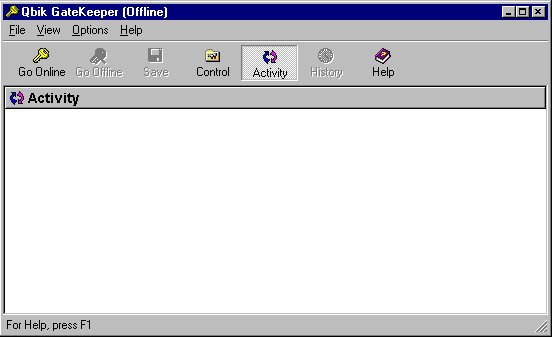 Qbik GateKeeper (Offline)
File View Options Help
Go Online Go Offline Save Control Activity History Help
Activity
For Help, press F1